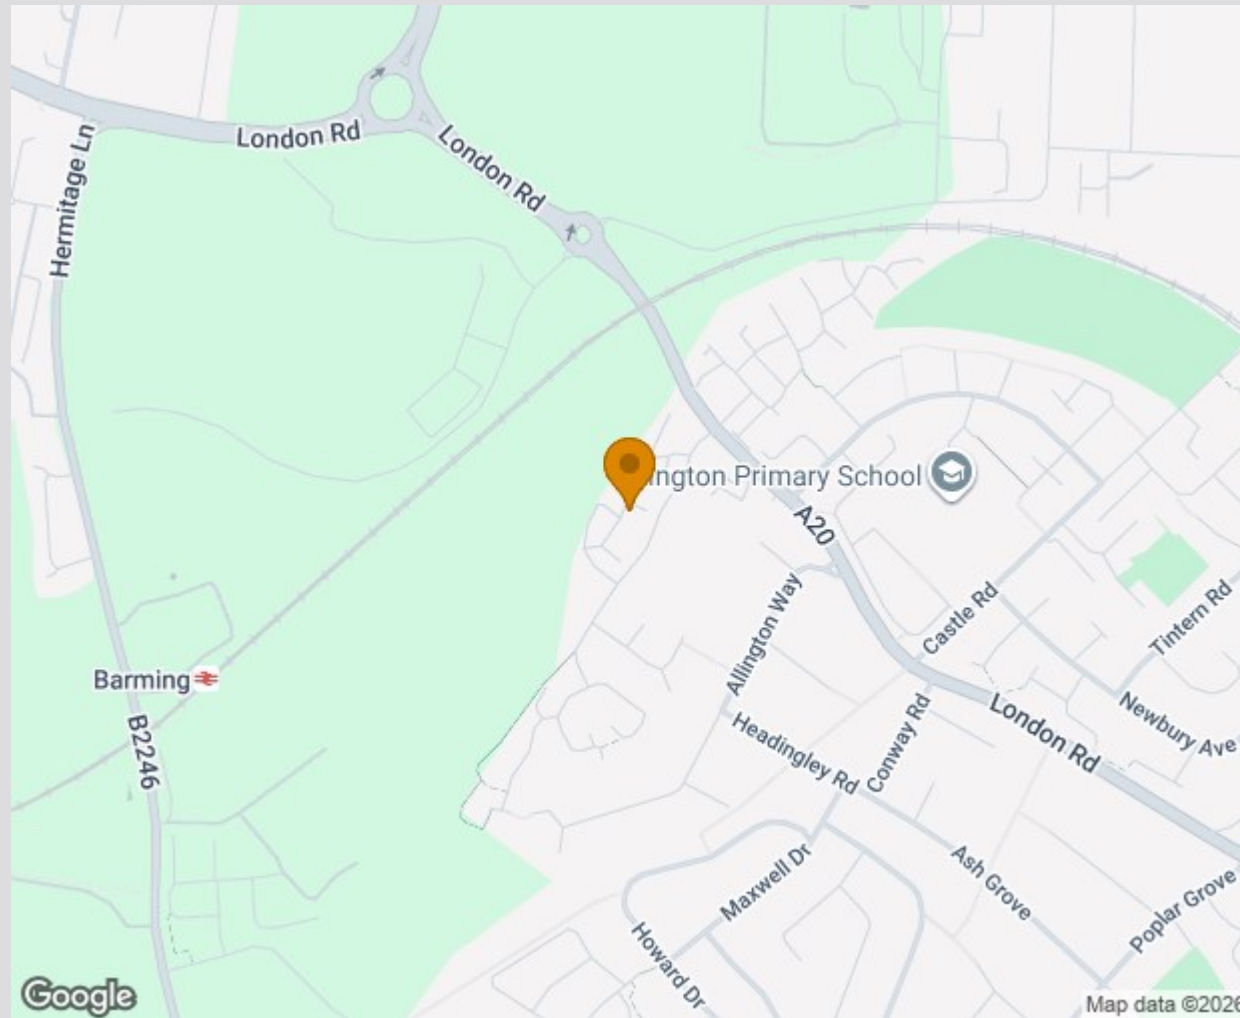 London Rd
London Rd
Hermitage Ln
ington Primary School
A20
Castle Rd
Tintern Rd
Allington Way
Barming
B2246
Conway Rd
London Rd
Newbury Ave
Headingley Rd
Maxwell Dr
Ash Grove
Poplar Grove
Howard Dr
Google
Map data ©2026